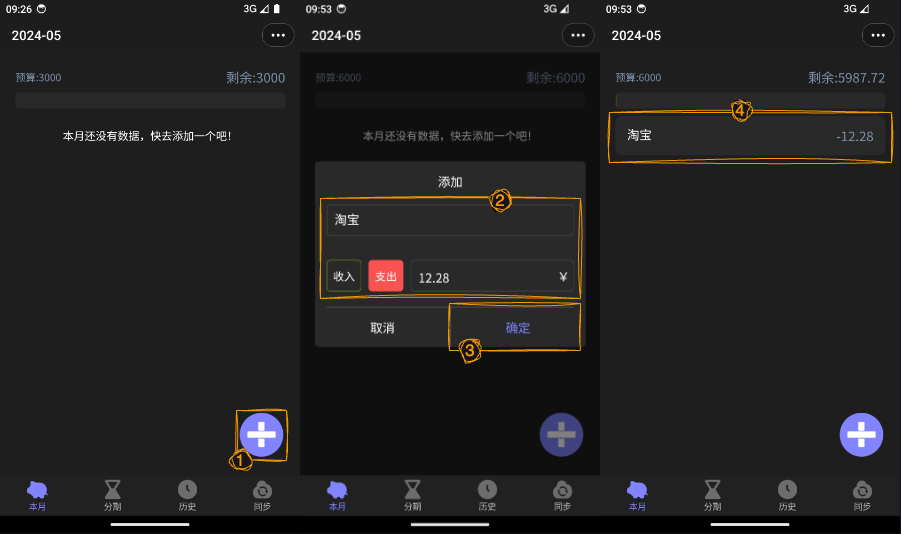 09:26
3G
2024-05
预算:3000
剩余:3000
本月还没有数据，快去添加一个吧！
1
本月
分期
历史
同步
09:53
3G
2024-05
预算:6000
剩余:6000
本月还没有数据，快去添加一个吧！
添加
2
淘宝
收入
支出
12.28
¥
取消
确定
3
本月
分期
历史
同步
09:53
3G
2024-05
预算:6000
剩余:5987.72
4
淘宝
-12.28
本月
分期
历史
同步